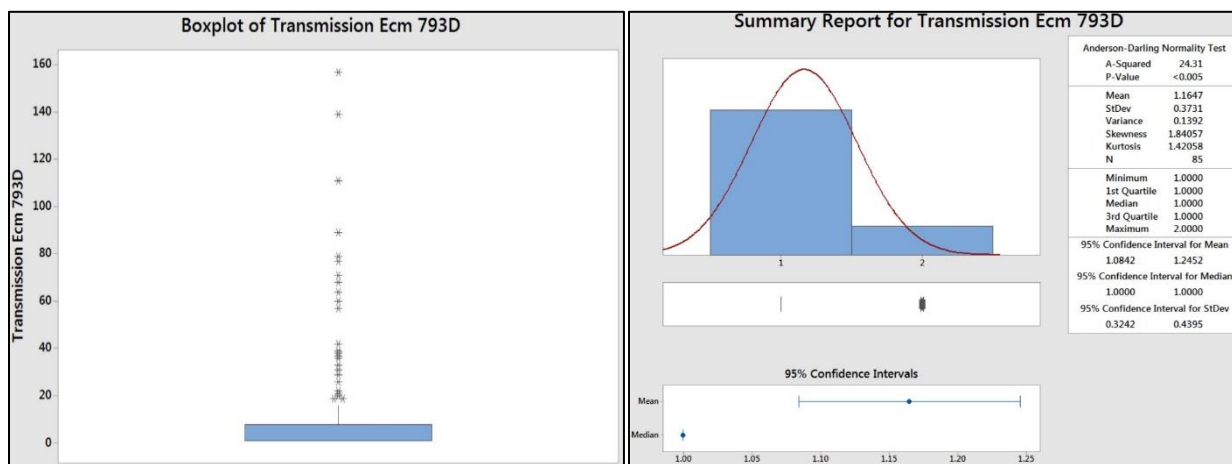 Boxplot of Transmission Ecm 793D
Transmission Ecm 793D
160
140
120
100
80
60
40
20
0
Summary Report for Transmission Ecm 793D
1 2
Anderson-Darling Normality Test
A-Squared 24.31
P-Value <0.005
Mean 1.1647
StDev 0.3731
Variance 0.1392
Skewness 1.84057
Kurtosis 1.42058
N 85
Minimum 1.0000
1st Quartile 1.0000
Median 1.0000
3rd Quartile 1.0000
Maximum 2.0000
95% Confidence Interval for Mean
1.0842 1.2452
95% Confidence Interval for Median
1.0000 1.0000
95% Confidence Interval for StDev
0.3242 0.4395
95% Confidence Intervals
Mean
Median
1.00 1.05 1.10 1.15 1.20 1.25